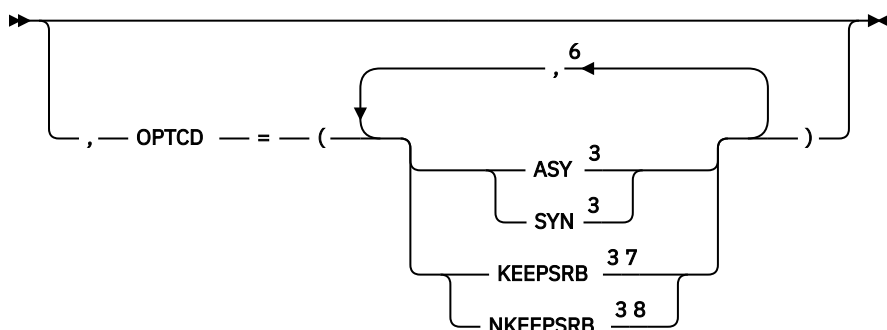 , 6
, OPTCD = ( )
ASY 3
SYN 3
KEEPSRB 3 7
NKEEPSRB 3 8